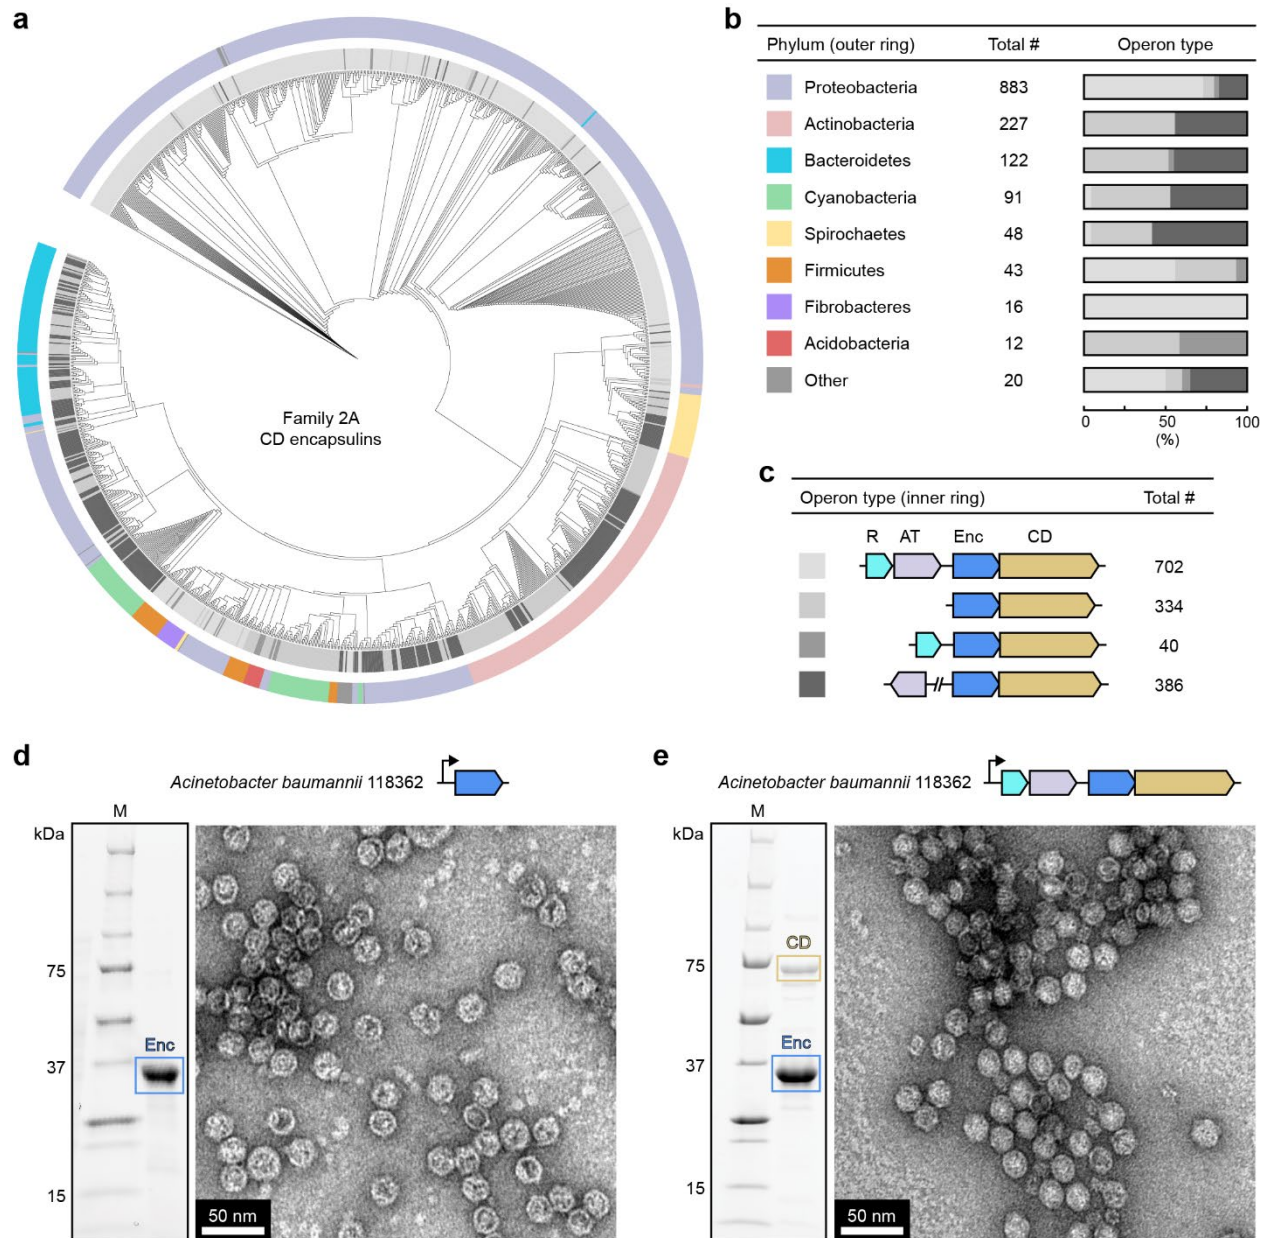 a
Family 2A
CD encapsulins
b
Phylum (outer ring) Total # Operon type
Proteobacteria 883
Actinobacteria 227
Bacteroidetes 122
Cyanobacteria 91
Spirochaetes 48
Firmicutes 43
Fibrobacteres 16
Acidobacteria 12
Other 20
0 50 100
(%)
c
Operon type (inner ring) Total #
R AT Enc CD
702
334
40
386
d
Acinetobacter baumannii 118362
M
kDa
75
37
15
Enc
50 nm
e
Acinetobacter baumannii 118362
M
kDa
75
37
15
CD
Enc
50 nm